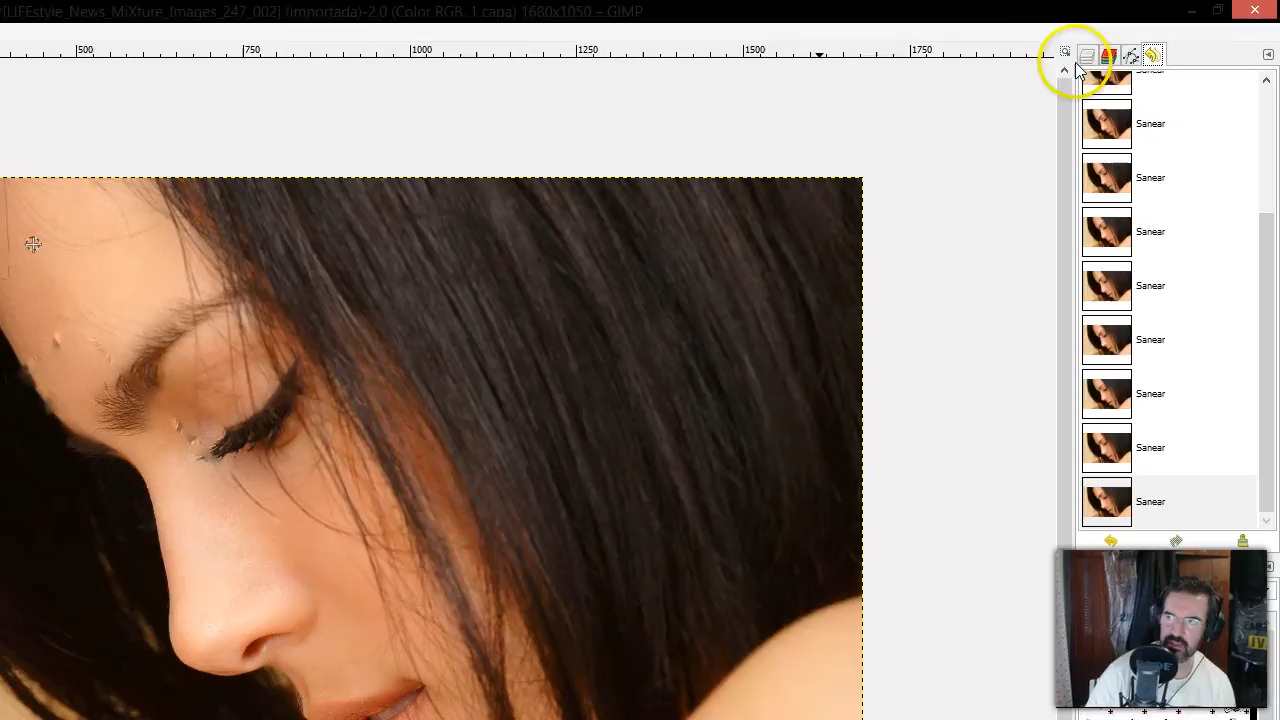 [LIFEstyle_News_MiXture_Images_247_002] (importada)-2.0 (Color RGB, 1 capa) 1680x1050 – GIMP
500 750 1000 1250 1500 1750
Sanear
Sanear
Sanear
Sanear
Sanear
Sanear
Sanear
Sanear